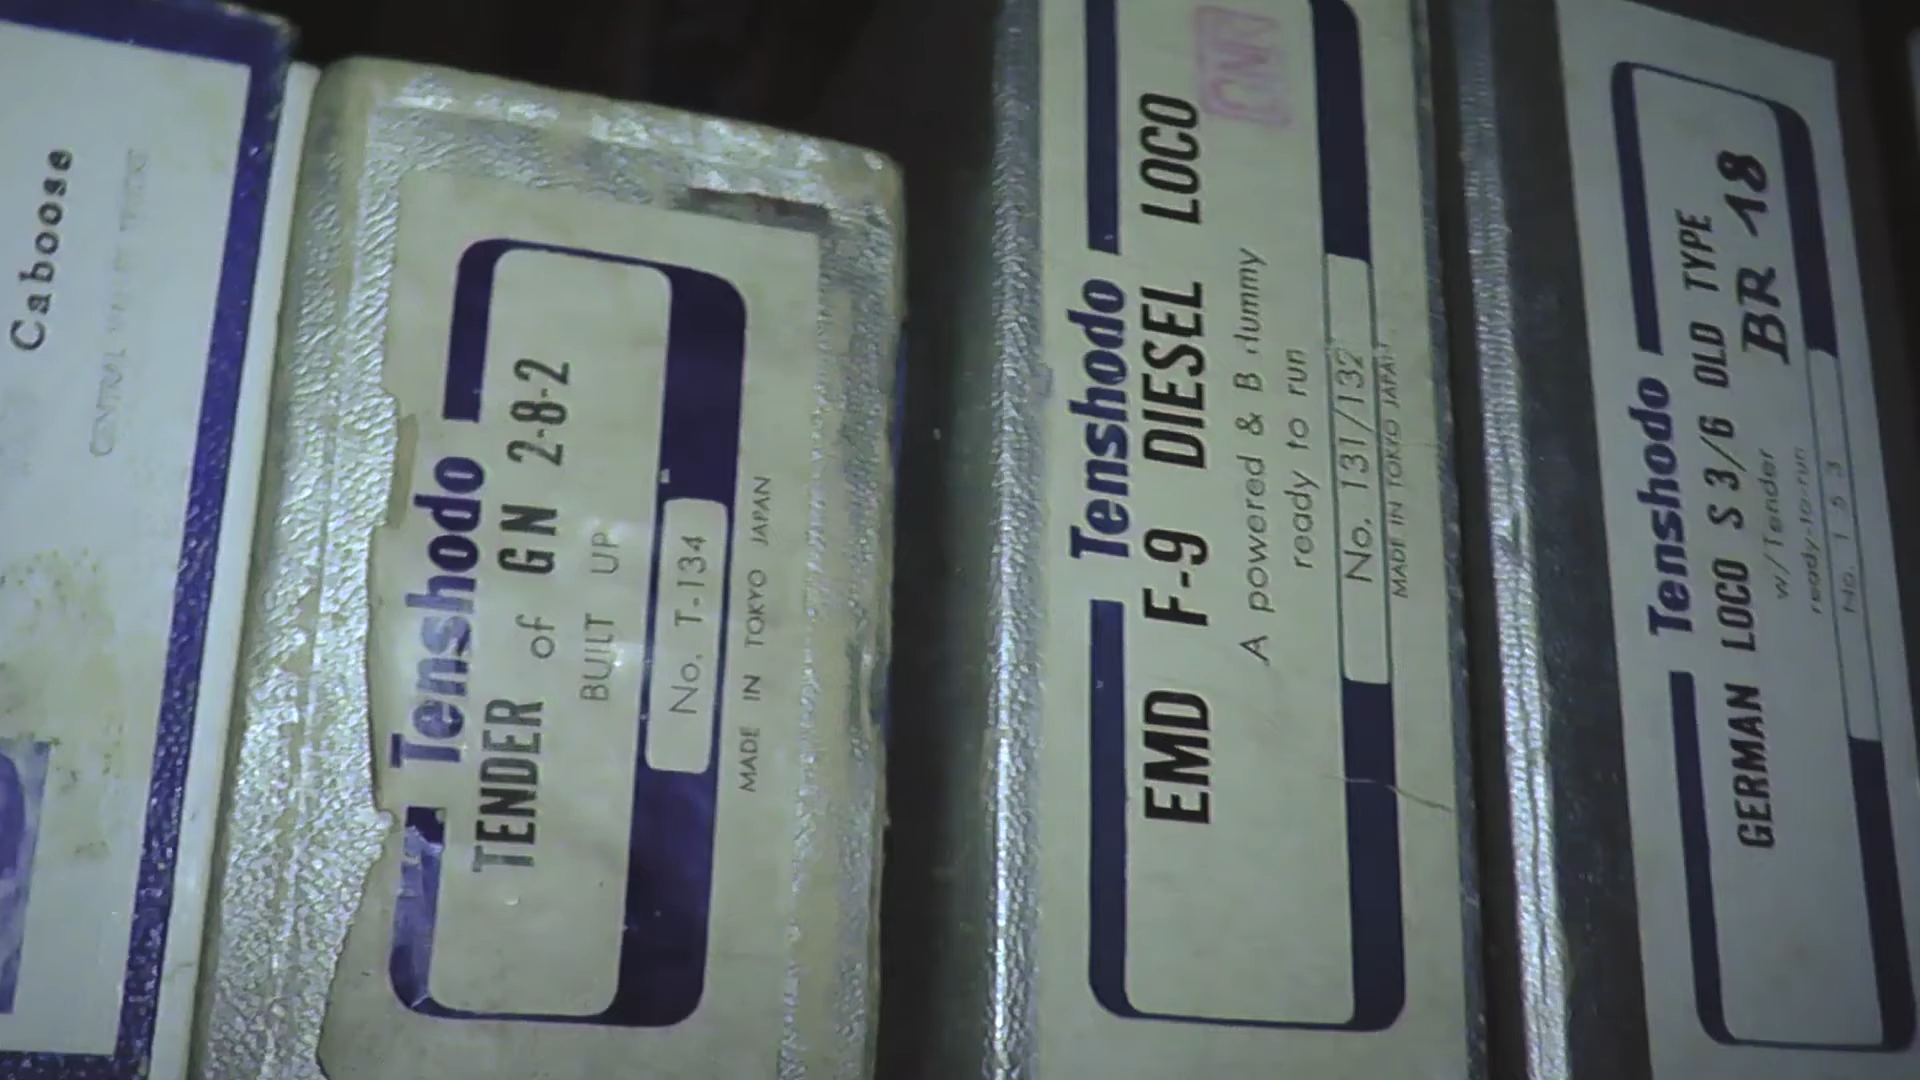 Caboose
Tenshodo
TENDER of GN 2-8-2
BUILT UP
No. T-134
MADE IN TOKYO JAPAN
Tenshodo
EMD F-9 DIESEL LOCO
A powered & B dummy
ready to run
No. 131/132
MADE IN TOKYO JAPAN
Tenshodo
GERMAN LOCO S 3/6 OLD TYPE
BR 18
w/Tender
ready-to-run
No. 153